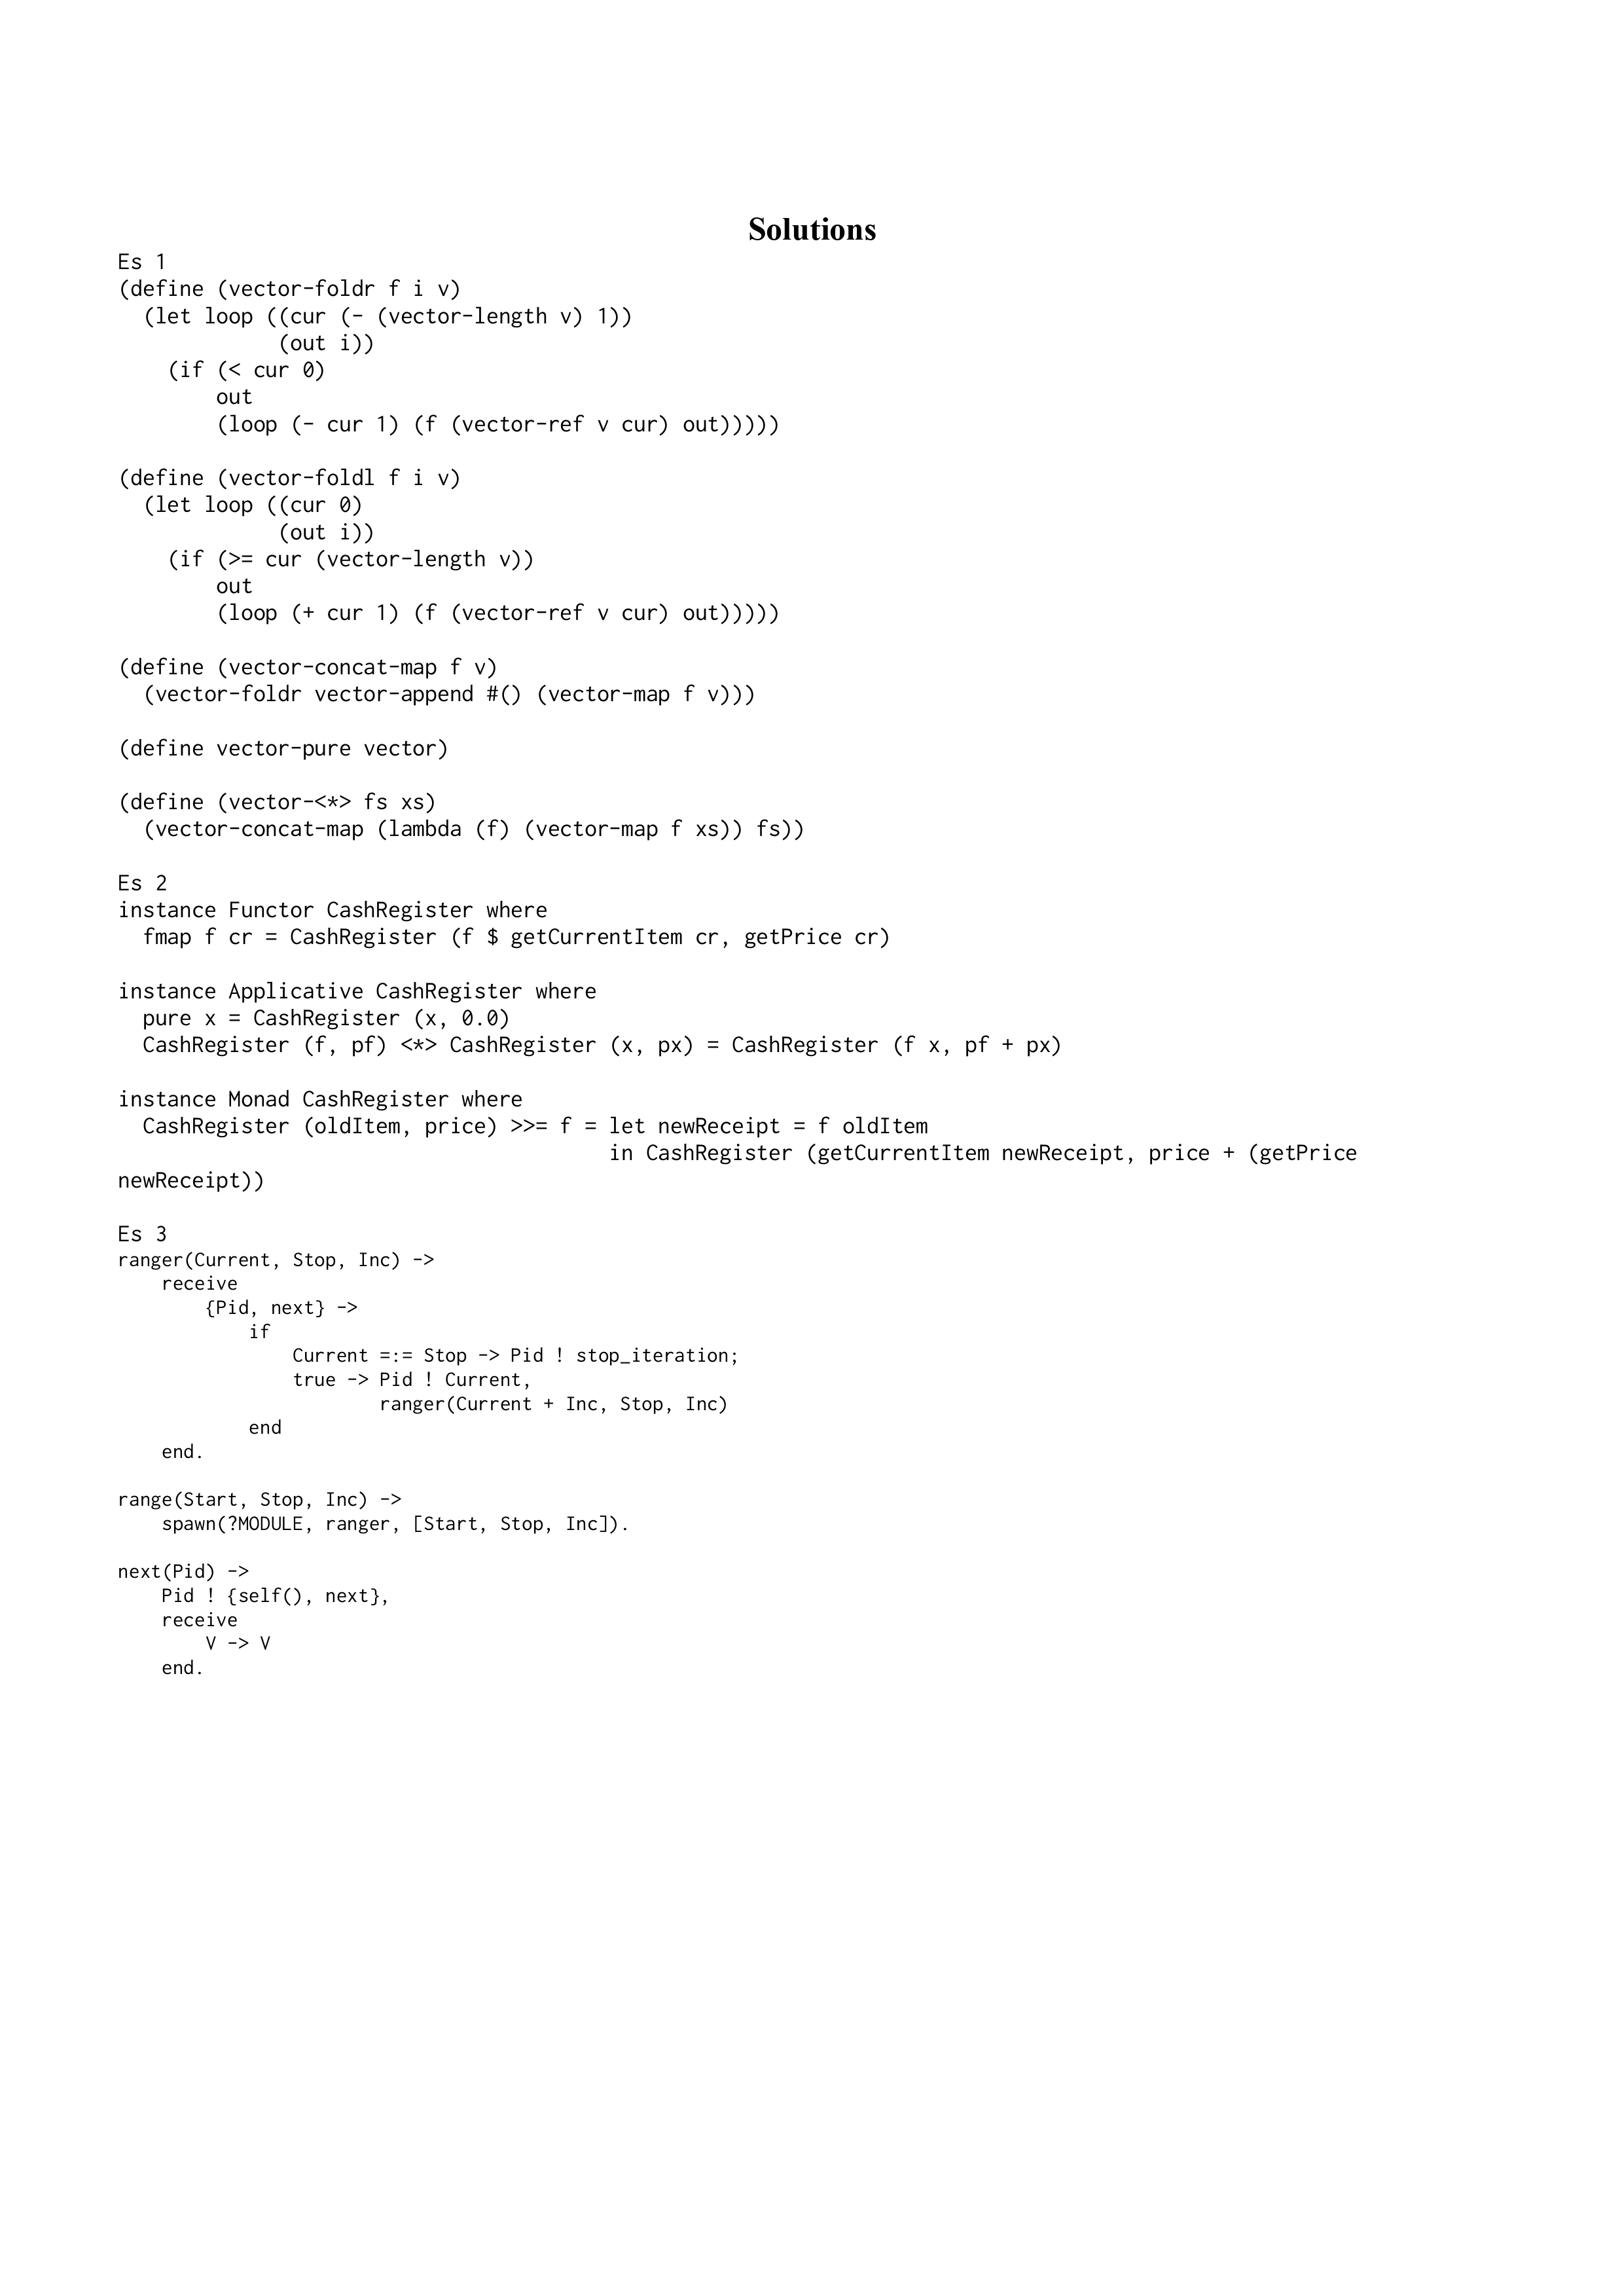 Solutions
Es 1
(define (vector-foldr f i v)
  (let loop ((cur (- (vector-length v) 1))
             (out i))
    (if (< cur 0)
        out
        (loop (- cur 1) (f (vector-ref v cur) out)))))
(define (vector-foldl f i v)
  (let loop ((cur 0)
             (out i))
    (if (>= cur (vector-length v))
        out
        (loop (+ cur 1) (f (vector-ref v cur) out)))))
(define (vector-concat-map f v)
  (vector-foldr vector-append #() (vector-map f v)))
(define vector-pure vector)
(define (vector-<*> fs xs)
  (vector-concat-map (lambda (f) (vector-map f xs)) fs))
Es 2
instance Functor CashRegister where
  fmap f cr = CashRegister (f $ getCurrentItem cr, getPrice cr)
instance Applicative CashRegister where
  pure x = CashRegister (x, 0.0)
  CashRegister (f, pf) <*> CashRegister (x, px) = CashRegister (f x, pf + px)
instance Monad CashRegister where
  CashRegister (oldItem, price) >>= f = let newReceipt = f oldItem
                                        in CashRegister (getCurrentItem newReceipt, price + (getPrice
newReceipt))
Es 3
ranger(Current, Stop, Inc) ->
    receive
        {Pid, next} ->
            if
                Current =:= Stop -> Pid ! stop_iteration;
                true -> Pid ! Current,
                        ranger(Current + Inc, Stop, Inc)
            end
    end.
range(Start, Stop, Inc) ->
    spawn(?MODULE, ranger, [Start, Stop, Inc]).
next(Pid) ->
    Pid ! {self(), next},
    receive
        V -> V
    end.